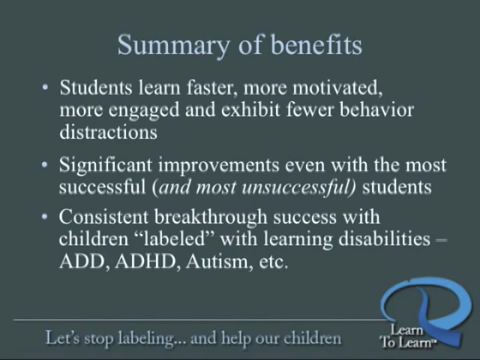 Summary of benefits
• Students learn faster, more motivated,
more engaged and exhibit fewer behavior
distractions
• Significant improvements even with the most
successful (and most unsuccessful) students
• Consistent breakthrough success with
children “labeled” with learning disabilities –
ADD, ADHD, Autism, etc.
Let's stop labeling... and help our children
Learn
To Learn™